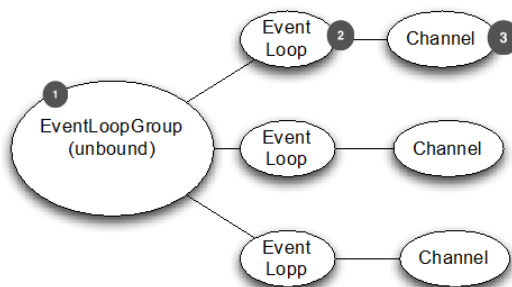 1
EventLoopGroup
(unbound)
Event
Loop
2
Channel
3
Event
Loop
Channel
Event
Lopp
Channel